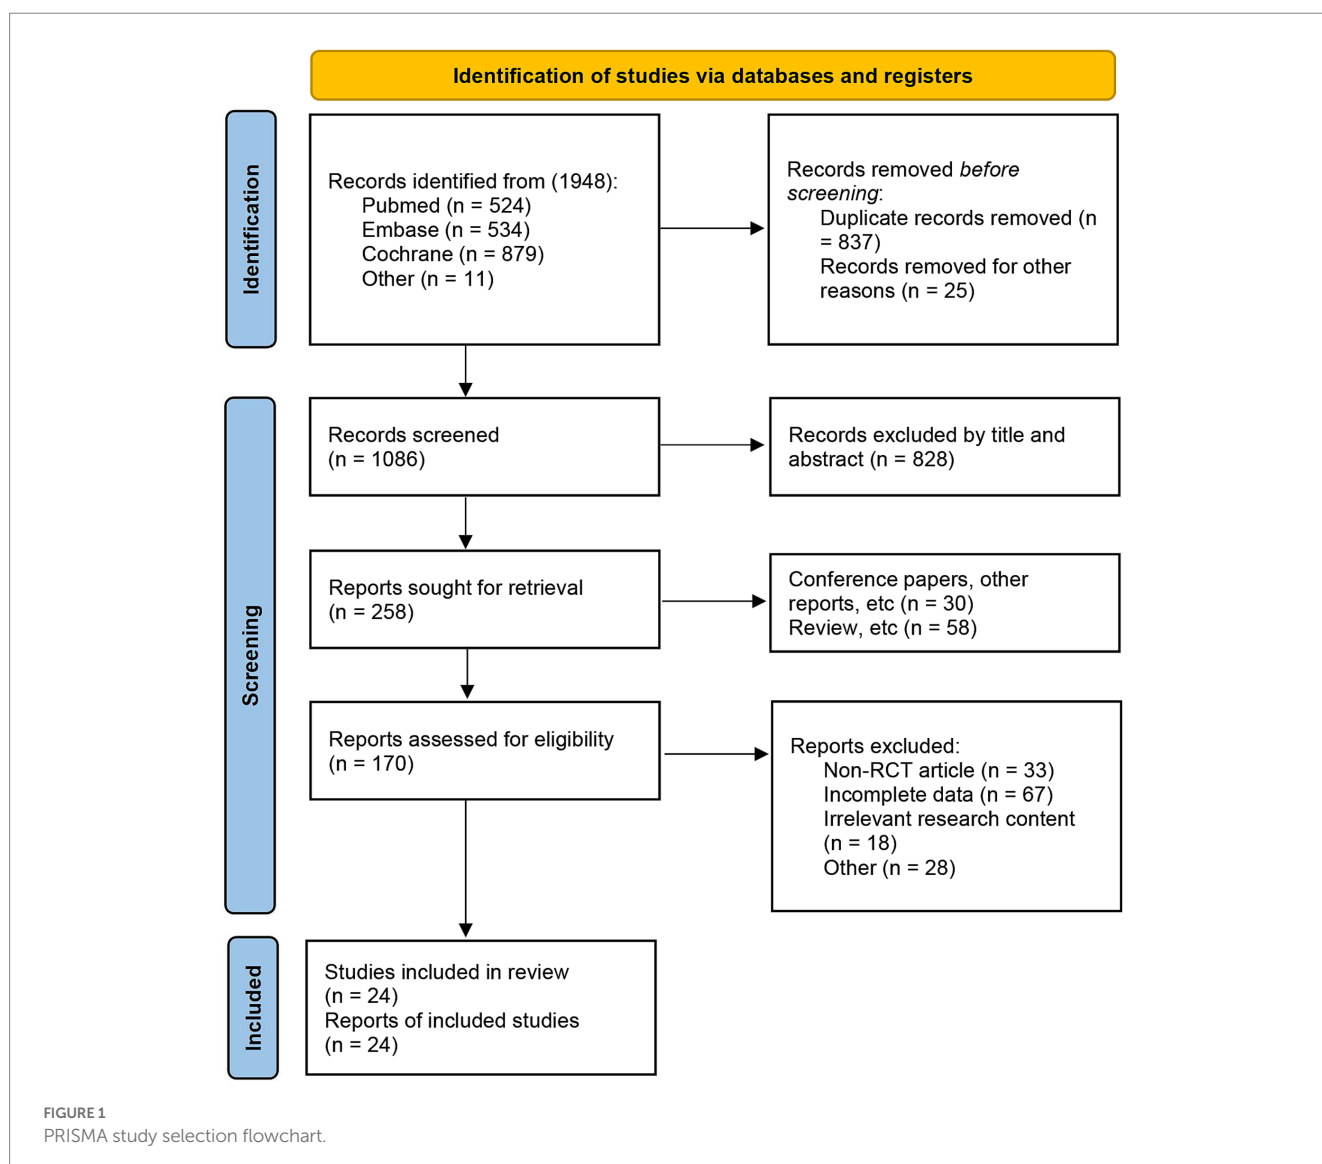 Identification of studies via databases and registers
Identification
Records identified from (1948):
Pubmed (n = 524)
Embase (n = 534)
Cochrane (n = 879)
Other (n = 11)
Records removed before
screening:
Duplicate records removed (n
= 837)
Records removed for other
reasons (n = 25)
Screening
Records screened
(n = 1086)
Records excluded by title and
abstract (n = 828)
Reports sought for retrieval
(n = 258)
Conference papers, other
reports, etc (n = 30)
Review, etc (n = 58)
Reports assessed for eligibility
(n = 170)
Reports excluded:
Non-RCT article (n = 33)
Incomplete data (n = 67)
Irrelevant research content
(n = 18)
Other (n = 28)
Included
Studies included in review
(n = 24)
Reports of included studies
(n = 24)
FIGURE 1
PRISMA study selection flowchart.